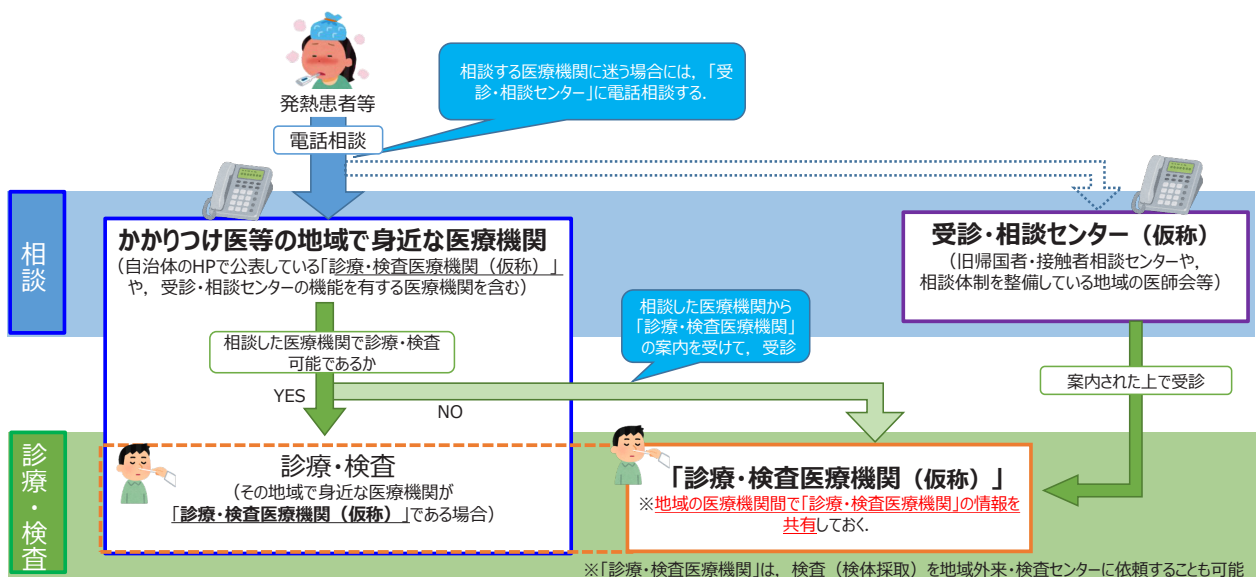 発熱患者等
電話相談
相談する医療機関に迷う場合には，「受
診・相談センター」に電話相談する．
相談
かかりつけ医等の地域で身近な医療機関
（自治体のHPで公表している「診療・検査医療機関（仮称）」
や，受診・相談センターの機能を有する医療機関を含む）
受診・相談センター（仮称）
（旧帰国者・接触者相談センターや，
相談体制を整備している地域の医師会等）
相談した医療機関で診療・検査
可能であるか
相談した医療機関から
「診療・検査医療機関」
の案内を受けて，受診
案内された上で受診
YES
NO
診療・検査
診療・検査
（その地域で身近な医療機関が
「診療・検査医療機関（仮称）」である場合）
「診療・検査医療機関（仮称）」
※地域の医療機関間で「診療・検査医療機関」の情報を
共有しておく．
※「診療・検査医療機関」は，検査（検体採取）を地域外来・検査センターに依頼することも可能